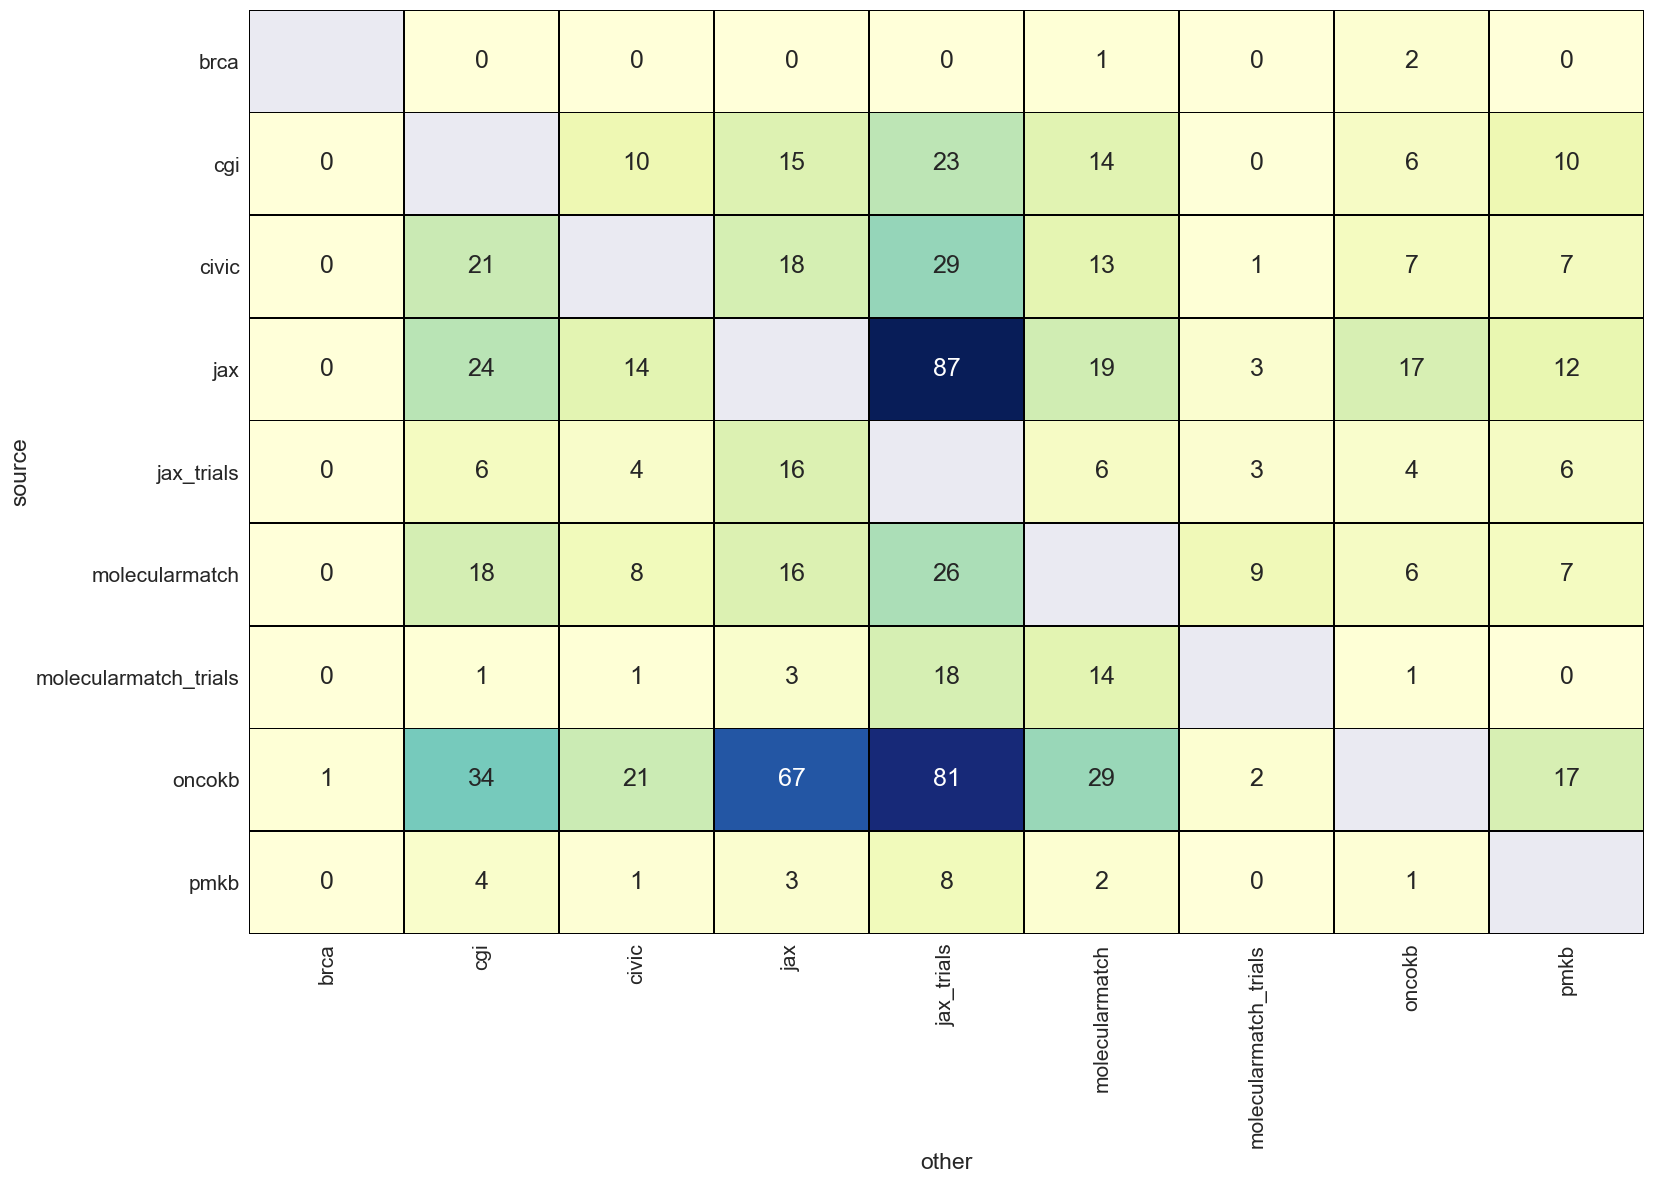 brca 0 0 0 0 1 0 2 0
cgi 0 10 15 23 14 0 6 10
civic 0 21 18 29 13 1 7 7
jax 0 24 14 87 19 3 17 12
jax_trials 0 6 4 16 6 3 4 6
molecularmatch 0 18 8 16 26 9 6 7
molecularmatch_trials 0 1 1 3 18 14 1 0
oncokb 1 34 21 67 81 29 2 17
pmkb 0 4 1 3 8 2 0 1
source
brca cgi civic jax jax_trials molecularmatch molecularmatch_trials oncokb pmkb
other